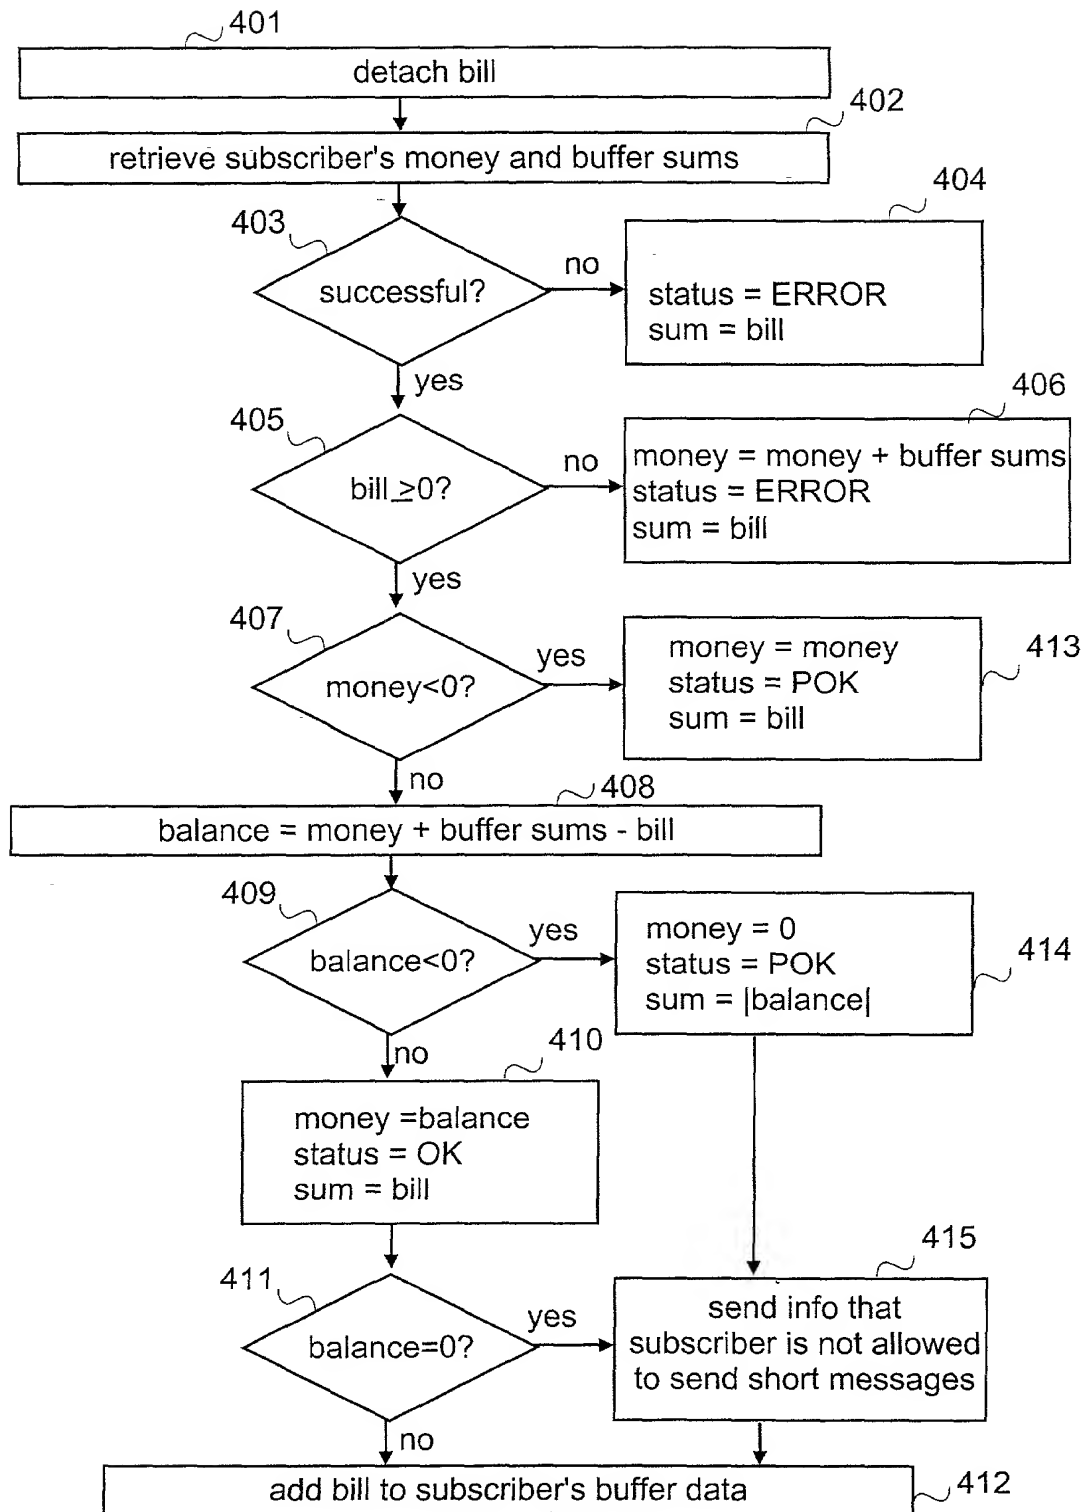 401
detach bill
402
retrieve subscriber's money and buffer sums
403
successful?
no
404
status = ERROR
sum = bill
yes
405
bill ≥0?
no
406
money = money + buffer sums
status = ERROR
sum = bill
yes
407
money<0?
yes
413
money = money
status = POK
sum = bill
no
408
balance = money + buffer sums - bill
409
balance<0?
yes
414
money = 0
status = POK
sum = |balance|
no
410
money =balance
status = OK
sum = bill
411
balance=0?
yes
415
send info that
subscriber is not allowed
to send short messages
no
add bill to subscriber's buffer data
412